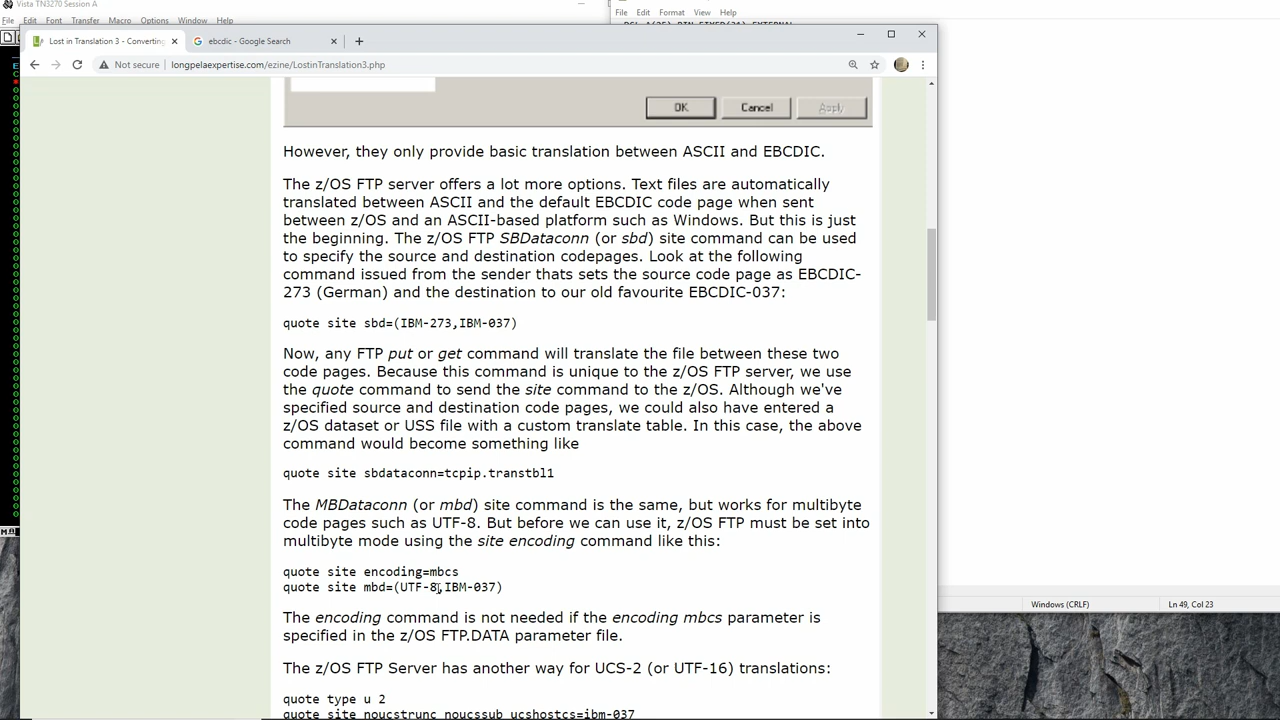 Vista TN3270 Session A
File Edit Font Transfer Macro Options Window Help
File Edit Format View Help
Lost in Translation 3 - Converting
ebcdic - Google Search
Not secure | longpelaexpertise.com/ezine/LostinTranslation3.php
OK Cancel Apply
However, they only provide basic translation between ASCII and EBCDIC.
The z/OS FTP server offers a lot more options. Text files are automatically
translated between ASCII and the default EBCDIC code page when sent
between z/OS and an ASCII-based platform such as Windows. But this is just
the beginning. The z/OS FTP SBDataconn (or sbd) site command can be used
to specify the source and destination codepages. Look at the following
command issued from the sender thats sets the source code page as EBCDIC-
273 (German) and the destination to our old favourite EBCDIC-037:
quote site sbd=(IBM-273,IBM-037)
Now, any FTP put or get command will translate the file between these two
code pages. Because this command is unique to the z/OS FTP server, we use
the quote command to send the site command to the z/OS. Although we've
specified source and destination code pages, we could also have entered a
z/OS dataset or USS file with a custom translate table. In this case, the above
command would become something like
quote site sbdataconn=tcpip.transtbl1
The MBDataconn (or mbd) site command is the same, but works for multibyte
code pages such as UTF-8. But before we can use it, z/OS FTP must be set into
multibyte mode using the site encoding command like this:
quote site encoding=mbcs
quote site mbd=(UTF-8,IBM-037)
The encoding command is not needed if the encoding mbcs parameter is
specified in the z/OS FTP.DATA parameter file.
The z/OS FTP Server has another way for UCS-2 (or UTF-16) translations:
quote type u 2
quote site noucstrunc noucssub ucshostcs=ibm-037
Windows (CRLF)
Ln 49, Col 23